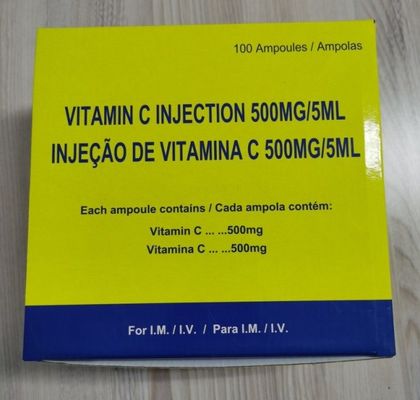 100 Ampoules / Ampolas
VITAMIN C INJECTION 500MG/5ML
INJEÇÃO DE VITAMINA C 500MG/5ML
Each ampoule contains / Cada ampola contém:
Vitamin C ... ...500mg
Vitamina C ... ...500mg
For I.M. / I.V. / Para I.M. / I.V.